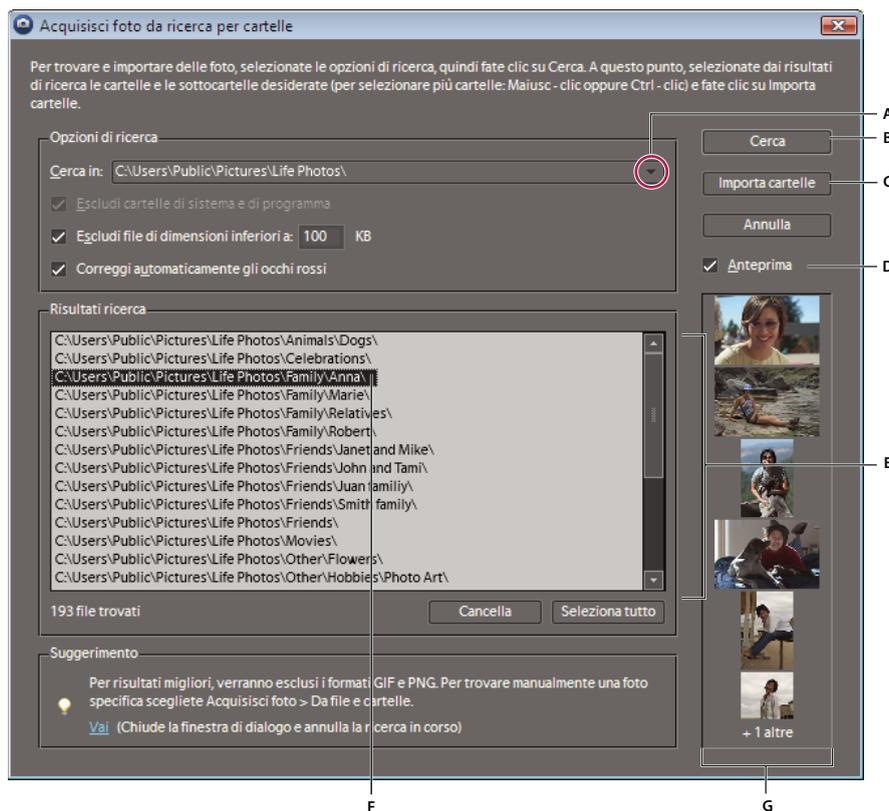 Acquisisci foto da ricerca per cartelle
Per trovare e importare delle foto, selezionate le opzioni di ricerca, quindi fate clic su Cerca. A questo punto, selezionate dai risultati
di ricerca le cartelle e le sottocartelle desiderate (per selezionare più cartelle: Maiusc - clic oppure Ctrl - clic) e fate clic su Importa
cartelle.
A
Opzioni di ricerca
Cerca
B
Cerca in: C:\Users\Public\Pictures\Life Photos\
Importa cartelle
C
Escludi cartelle di sistema e di programma
Annulla
Escludi file di dimensioni inferiori a: 100 KB
Correggi automaticamente gli occhi rossi
Anteprima
D
Risultati ricerca
C:\Users\Public\Pictures\Life Photos\Animals\Dogs\
C:\Users\Public\Pictures\Life Photos\Celebrations\
C:\Users\Public\Pictures\Life Photos\Family\Anna\
C:\Users\Public\Pictures\Life Photos\Family\Marie\
C:\Users\Public\Pictures\Life Photos\Family\Relatives\
C:\Users\Public\Pictures\Life Photos\Family\Robert\
C:\Users\Public\Pictures\Life Photos\Friends\Janet and Mike\
C:\Users\Public\Pictures\Life Photos\Friends\John and Tami\
E
C:\Users\Public\Pictures\Life Photos\Friends\Juan familiy\
C:\Users\Public\Pictures\Life Photos\Friends\Smith family\
C:\Users\Public\Pictures\Life Photos\Friends\
C:\Users\Public\Pictures\Life Photos\Movies\
C:\Users\Public\Pictures\Life Photos\Other\Flowers\
C:\Users\Public\Pictures\Life Photos\Other\Hobbies\Photo Art\
193 file trovati
Cancella
Seleziona tutto
Suggerimento
Per risultati migliori, verranno esclusi i formati GIF e PNG. Per trovare manualmente una foto
specifica scegliete Acquisisci foto > Da file e cartelle.
Vai (Chiude la finestra di dialogo e annulla la ricerca in corso)
+ 1 altre
F
G